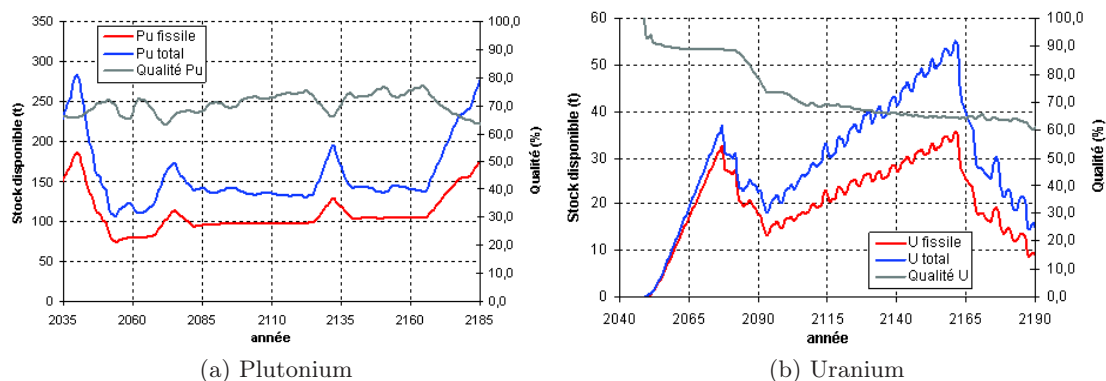 Pu fissile
Pu total
Qualité Pu
Stock disponible (t)
350
300
250
200
150
100
50
0
100,0
90,0
80,0
70,0
60,0
50,0
40,0
30,0
20,0
10,0
0,0
Qualité (%)
2035 2060 2085 2110 2135 2160 2185
année
(a) Plutonium
U fissile
U total
Qualité U
Stock disponible (t)
60
50
40
30
20
10
0
100,0
90,0
80,0
70,0
60,0
50,0
40,0
30,0
20,0
10,0
0,0
Qualité (%)
2040 2065 2090 2115 2140 2165 2190
année
(b) Uranium